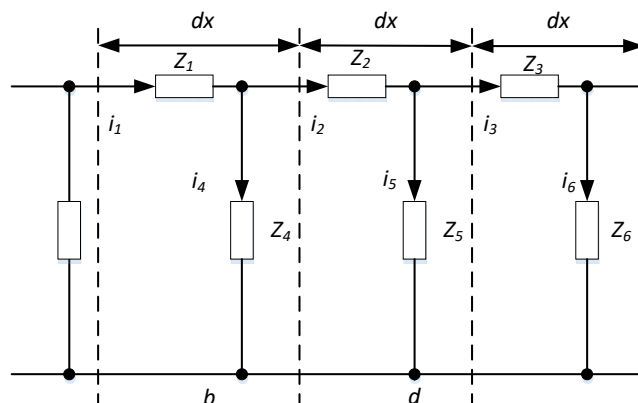 dx dx dx
Z1 Z2 Z3
i1 i2 i3
i4 i5 i6
Z4 Z5 Z6
b d